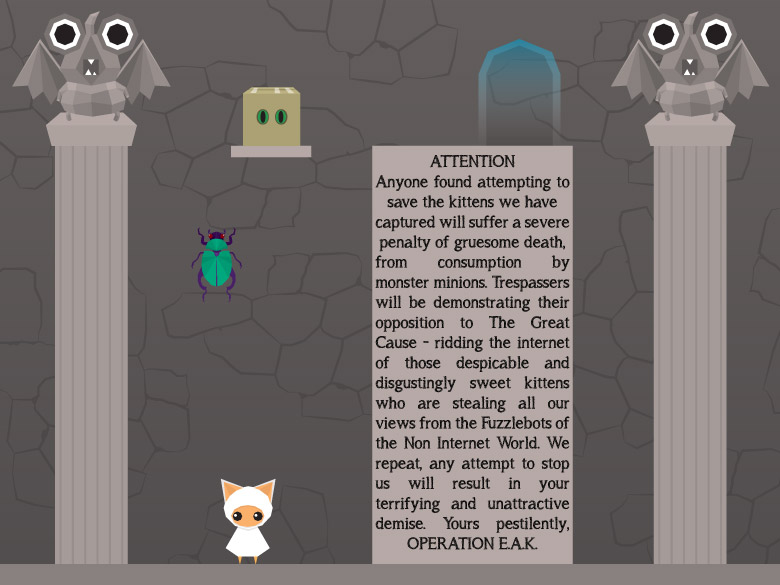 ATTENTION
Anyone found attempting to
save the kittens we have
captured will suffer a severe
penalty of gruesome death,
from consumption by
monster minions. Trespassers
will be demonstrating their
opposition to The Great
Cause - ridding the internet
of those despicable and
disgustingly sweet kittens
who are stealing all our
views from the Fuzzlebots of
the Non Internet World. We
repeat, any attempt to stop
us will result in your
terrifying and unattractive
demise. Yours pestilently,
OPERATION E.A.K.